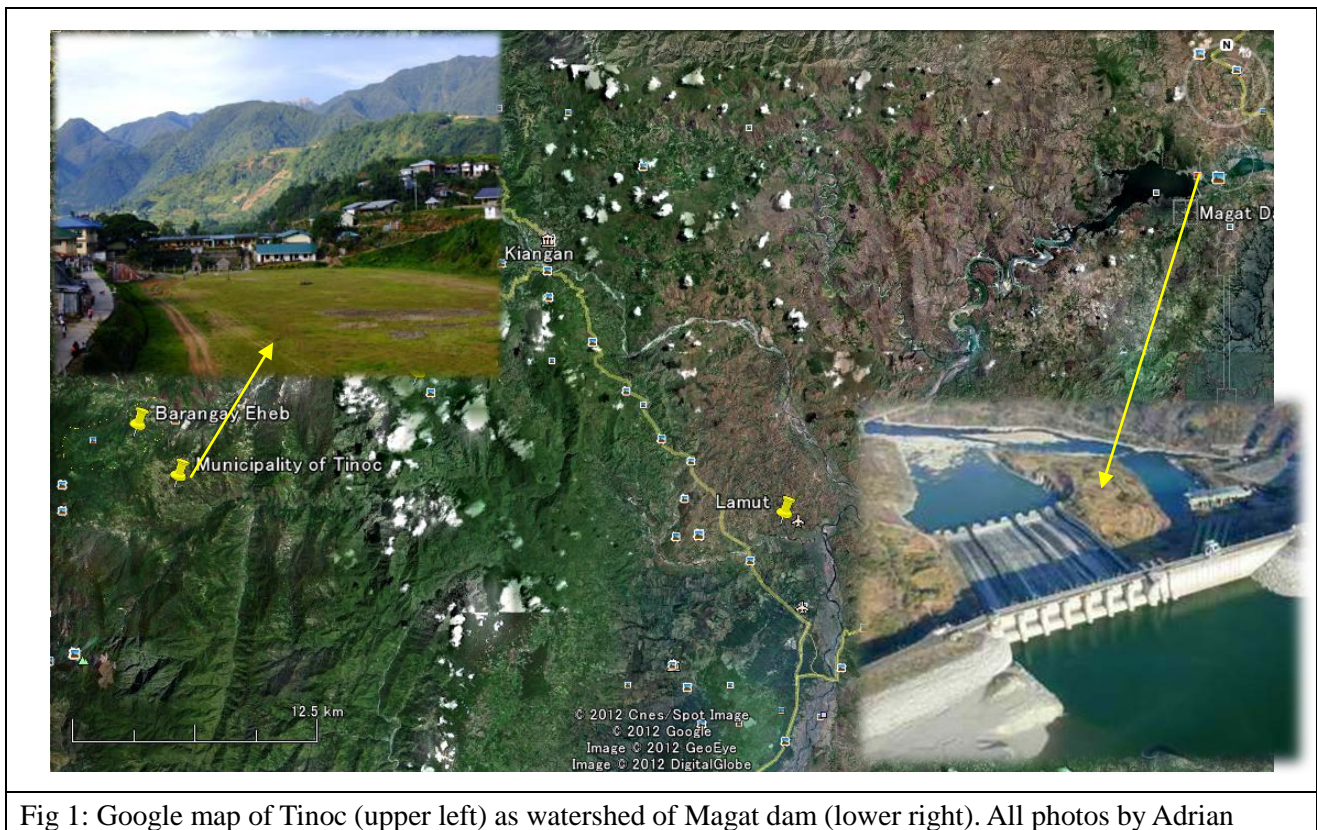 N
Magat Da
Kiangan
Barangay Eheb
Municipality of Tinoc
Lamut
12.5 km
© 2012 Cnes/Spot Image
© 2012 Google
Image © 2012 GeoEye
Image © 2012 DigitalGlobe
Fig 1: Google map of Tinoc (upper left) as watershed of Magat dam (lower right). All photos by Adrian